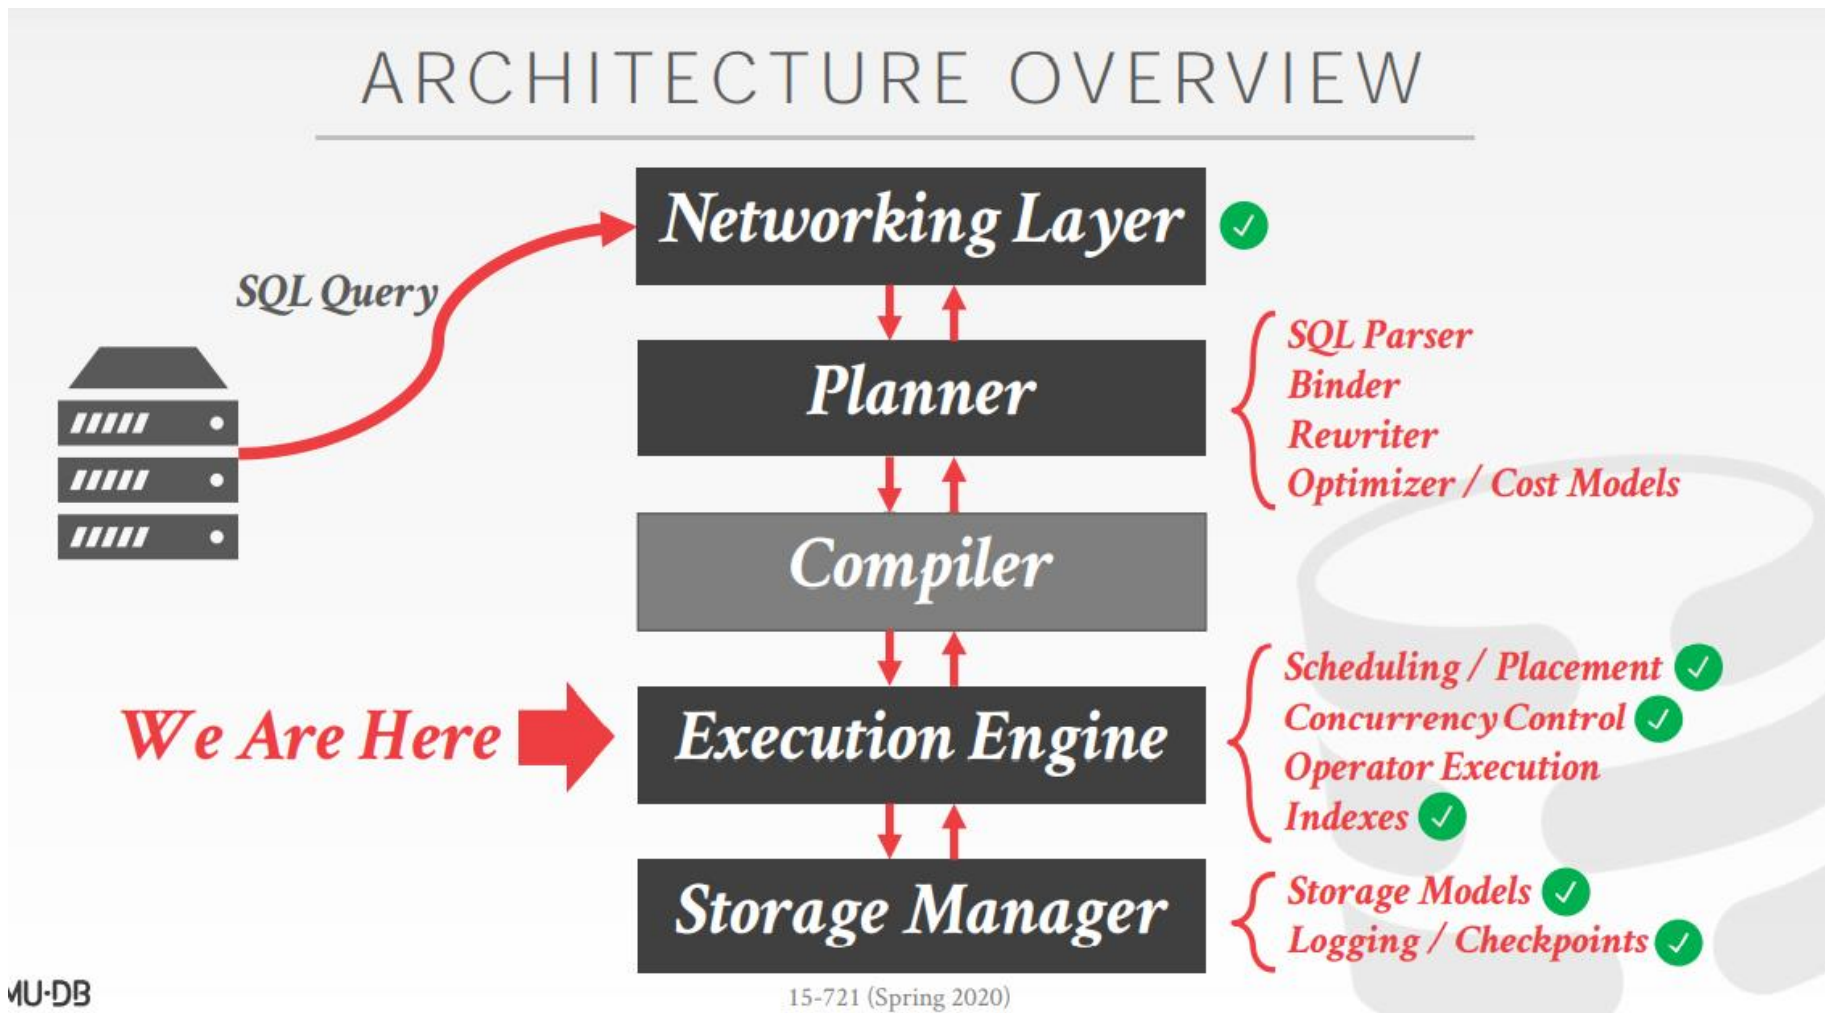 ARCHITECTURE OVERVIEW
Networking Layer
SQL Query
Planner
SQL Parser
Binder
Rewriter
Optimizer / Cost Models
Compiler
We Are Here
Execution Engine
Scheduling / Placement
Concurrency Control
Operator Execution
Indexes
Storage Manager
Storage Models
Logging / Checkpoints
MU·DB
15-721 (Spring 2020)